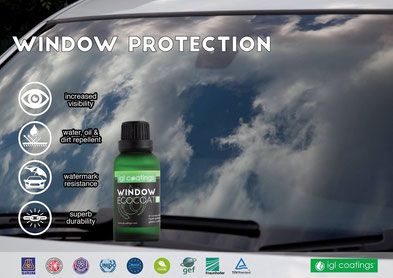 WINDOW PROTECTION
increased
visibility
water, oil &
dirt repellent
watermark
resistance
superb
durability
igl coatings
WINDOW
ECOCOAT
gef
Fraunhofer
igl coatings